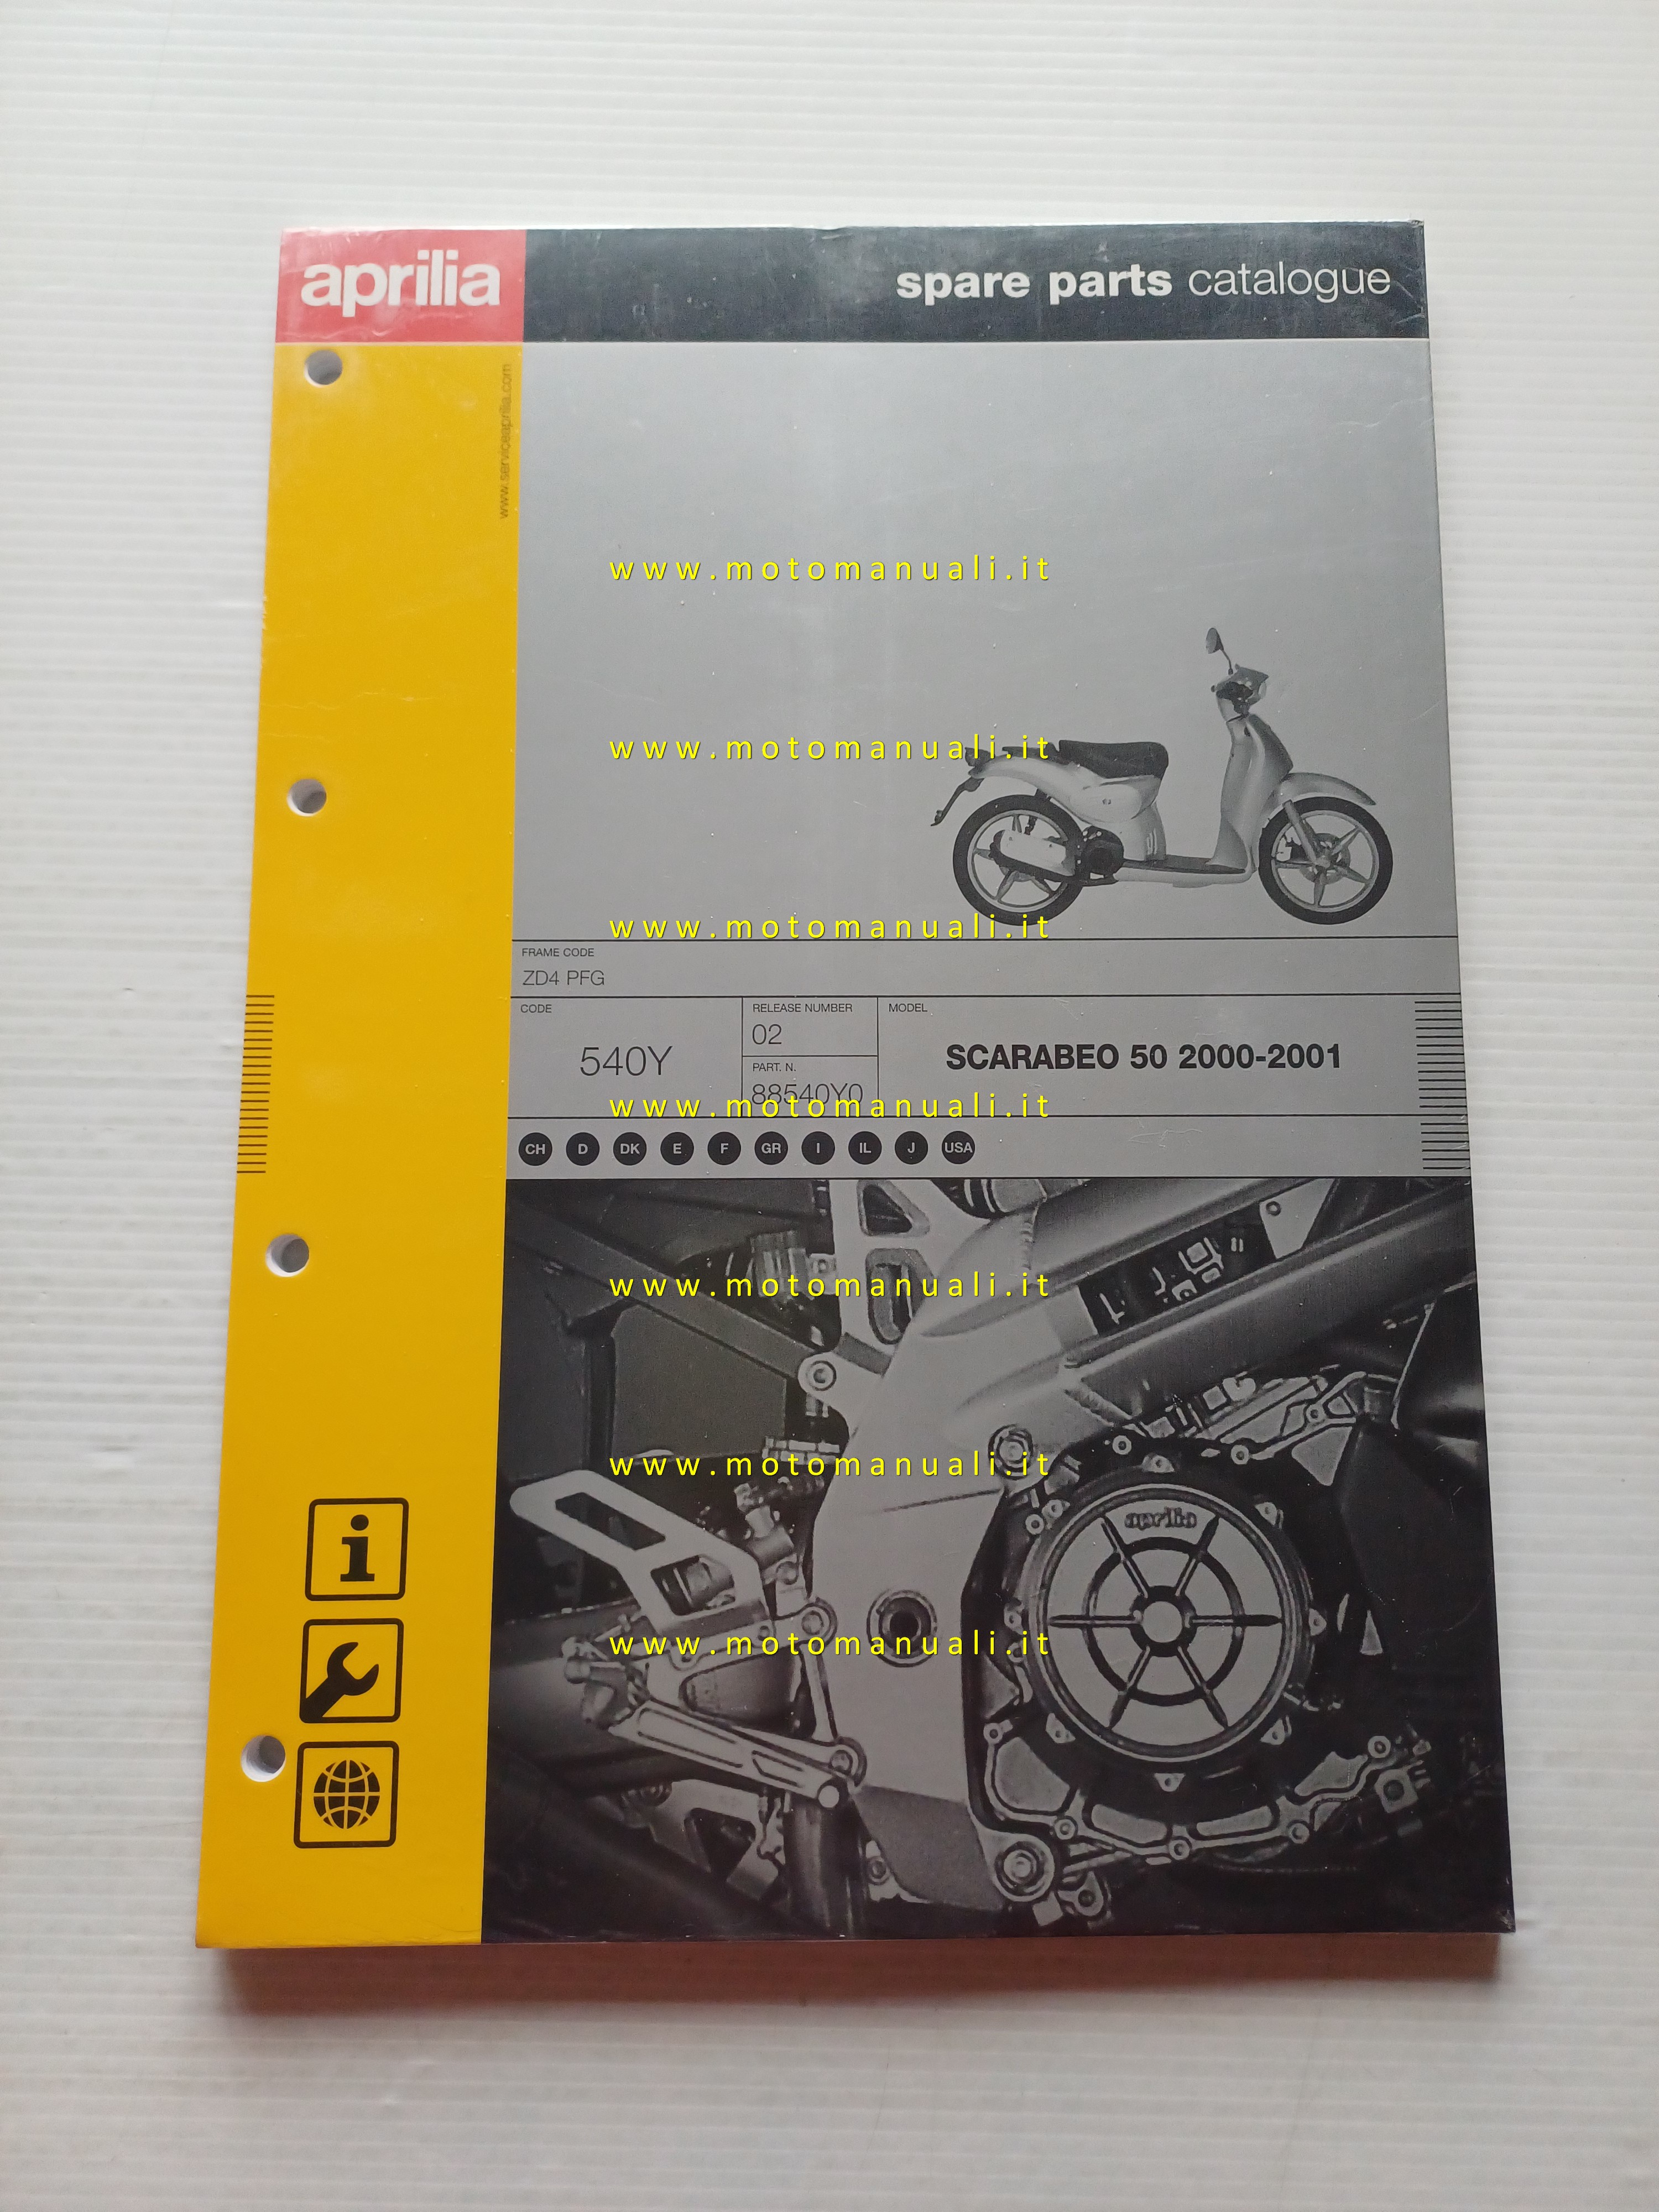 aprilia
spare parts catalogue
www.serviceaprilia.com
www.motomanuali.it
www.motomanuali.it
www.motomanuali.it
FRAME CODE
ZD4 PFG
CODE
540Y
RELEASE NUMBER
02
PART. N.
88540Y0
MODEL
SCARABEO 50 2000-2001
www.motomanuali.it
CH D DK E F GR I IL J USA
www.motomanuali.it
www.motomanuali.it
aprilia
www.motomanuali.it
i